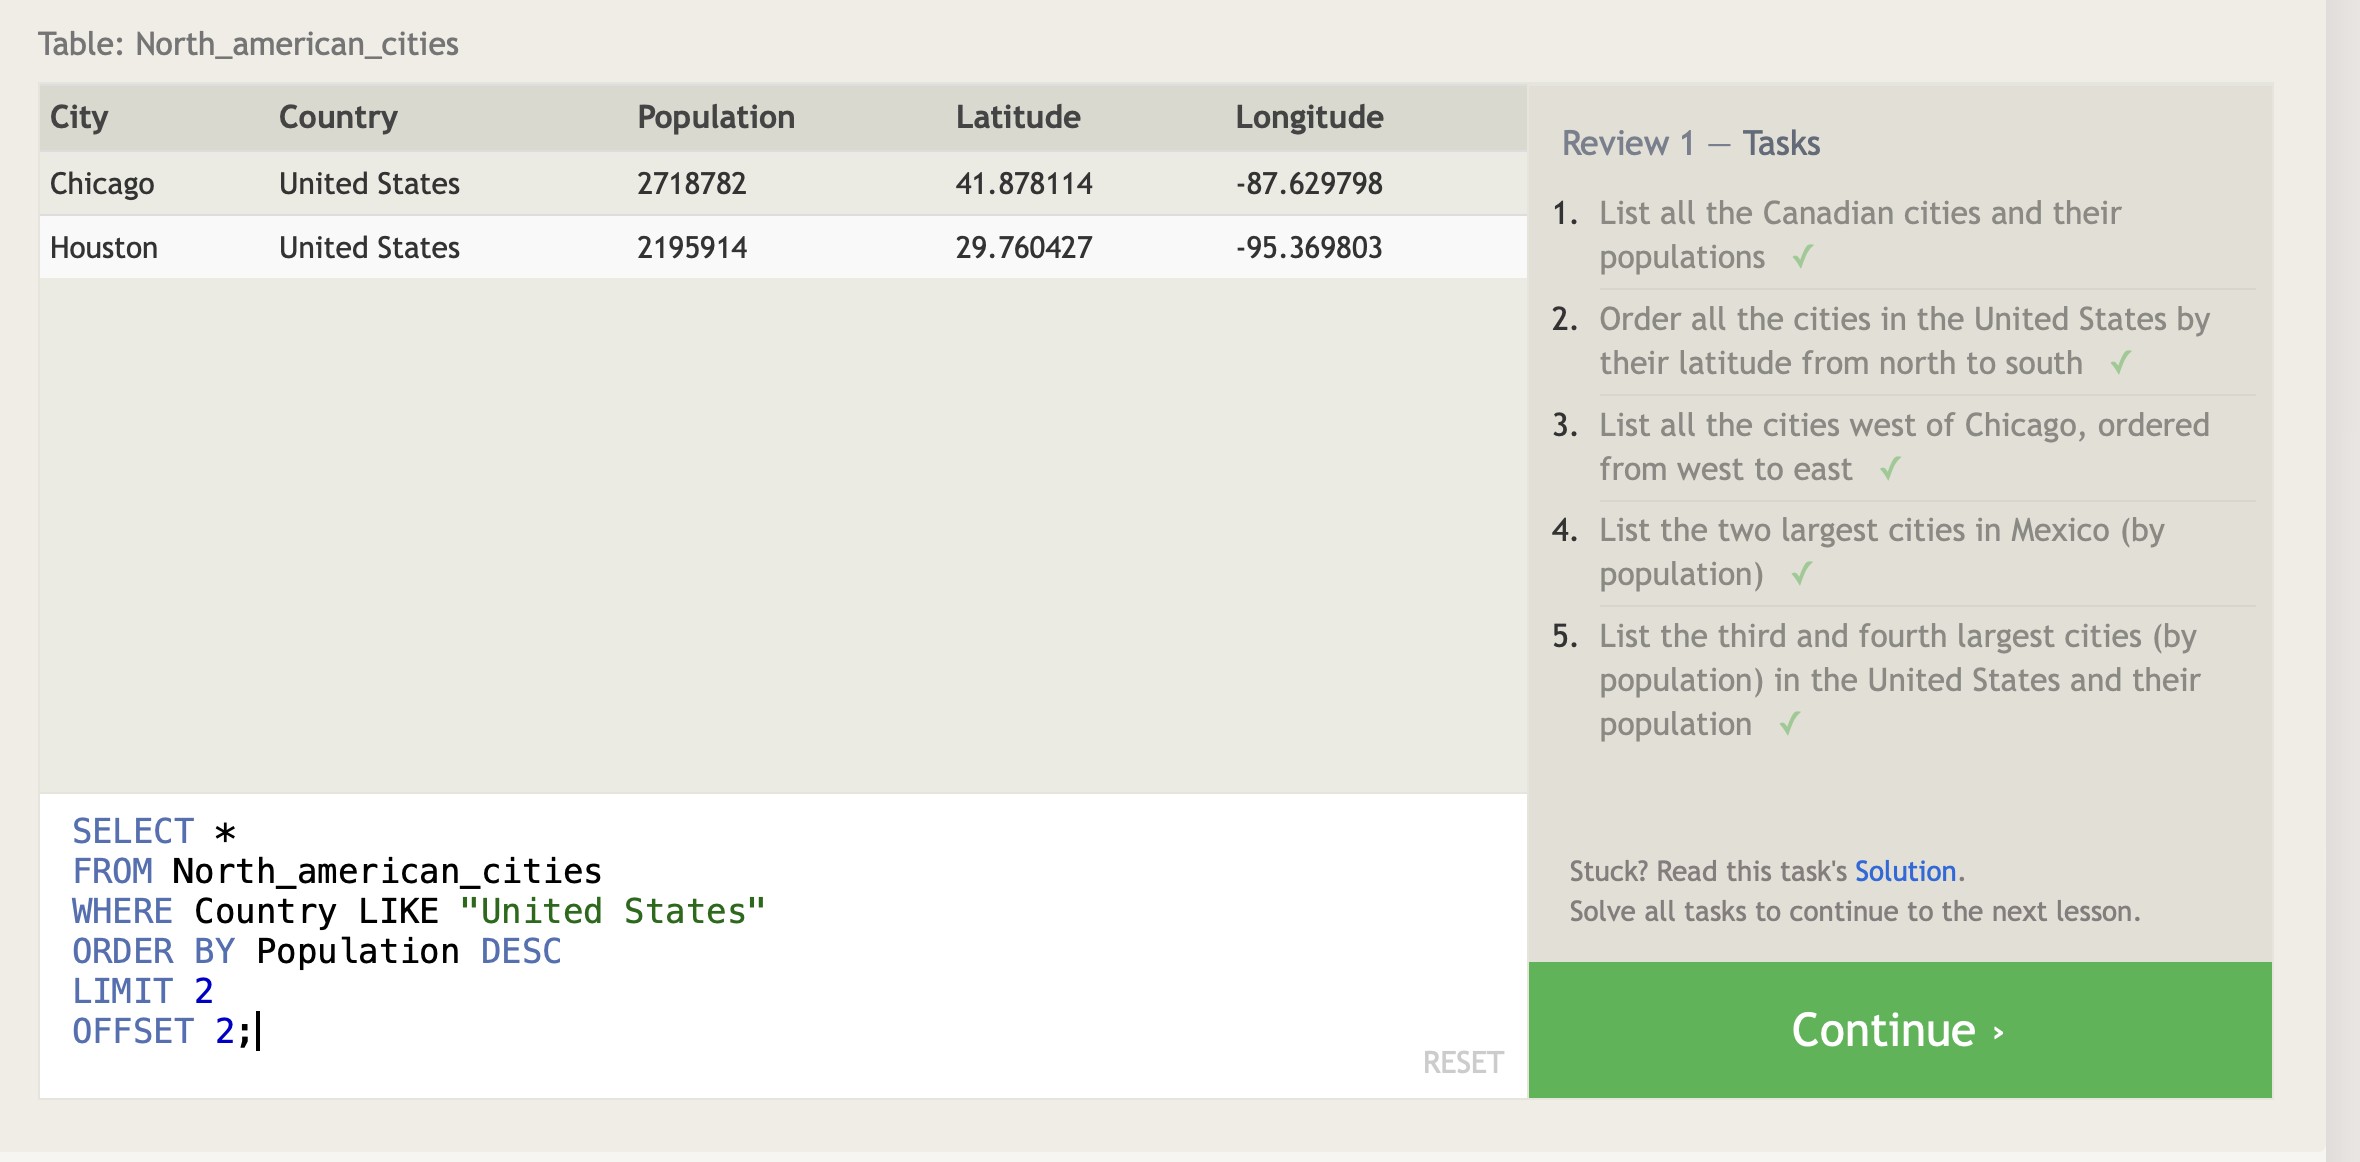 Table: North_american_cities
City Country Population Latitude Longitude
Chicago United States 2718782 41.878114 -87.629798
Houston United States 2195914 29.760427 -95.369803
SELECT *
FROM North_american_cities
WHERE Country LIKE "United States"
ORDER BY Population DESC
LIMIT 2
OFFSET 2;
RESET
Review 1 — Tasks
1. List all the Canadian cities and their
populations ✓
2. Order all the cities in the United States by
their latitude from north to south ✓
3. List all the cities west of Chicago, ordered
from west to east ✓
4. List the two largest cities in Mexico (by
population) ✓
5. List the third and fourth largest cities (by
population) in the United States and their
population ✓
Stuck? Read this task's Solution.
Solve all tasks to continue to the next lesson.
Continue ›